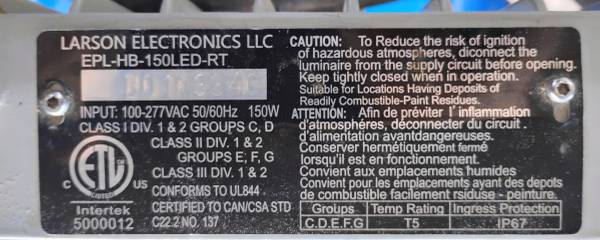 LARSON ELECTRONICS LLC
EPL-HB-150LED-RT
INPUT: 100-277VAC 50/60Hz 150W
CLASS I DIV. 1 & 2 GROUPS C, D
CLASS II DIV. 1 & 2
GROUPS E, F, G
CLASS III DIV. 1 & 2
ETL
C US
LISTED
Intertek
5000012
CONFORMS TO UL844
CERTIFIED TO CAN/CSA STD
C22.2 NO. 137
CAUTION: To Reduce the risk of ignition
of hazardous atmospheres, diconnect the
luminaire from the supply circuit before opening.
Keep tightly closed when in operation.
Suitable for Locations Having Deposits of
Readily Combustible-Paint Residues.
ATTENTION: Afin de préviter l' inflammation
d'atmosphères, déconnecter du circuit .
d'alimentation avantdangereuses.
Conserver hermétiquement fermé
lorsqu'il est en fonctionnement.
Convient aux emplacements humides
Convient pour les emplacements ayant des depots
de combustible facilement rsiduse - peinture.
Groups Temp Rating Ingress Protection
C.D.E.F.G T5 IP67